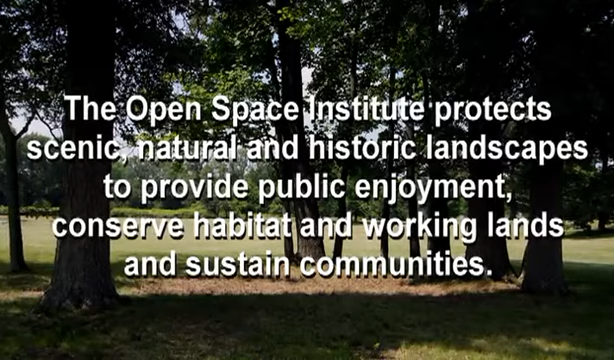 The Open Space Institute protects
scenic, natural and historic landscapes
to provide public enjoyment,
conserve habitat and working lands
and sustain communities.